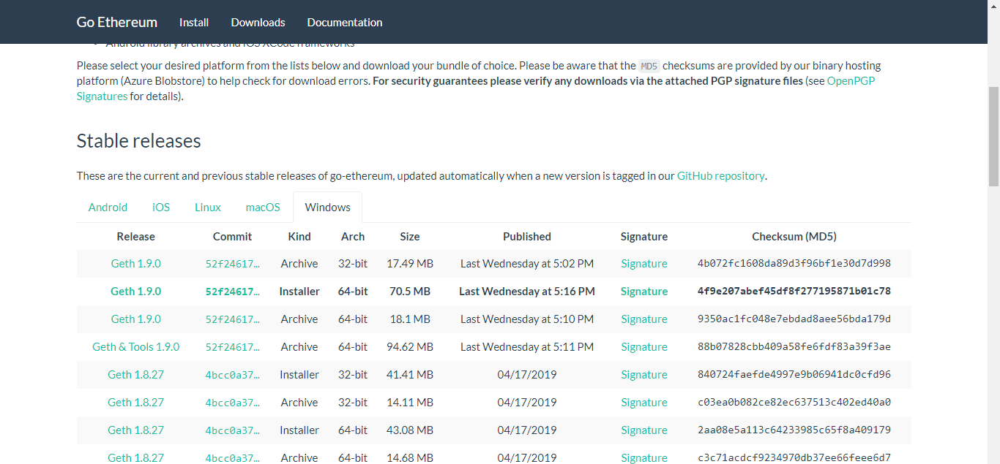 Go Ethereum Install Downloads Documentation
Android library archives and iOS XCode frameworks
Please select your desired platform from the lists below and download your bundle of choice. Please be aware that the MD5 checksums are provided by our binary hosting
platform (Azure Blobstore) to help check for download errors. For security guarantees please verify any downloads via the attached PGP signature files (see OpenPGP
Signatures for details).
Stable releases
These are the current and previous stable releases of go-ethereum, updated automatically when a new version is tagged in our GitHub repository.
Android iOS Linux macOS Windows
Release Commit Kind Arch Size Published Signature Checksum (MD5)
Geth 1.9.0 52f24617… Archive 32-bit 17.49 MB Last Wednesday at 5:02 PM Signature 4b072fc1608da89d3f96bf1e30d7d998
Geth 1.9.0 52f24617… Installer 64-bit 70.5 MB Last Wednesday at 5:16 PM Signature 4f9e207abef45df8f277195871b01c78
Geth 1.9.0 52f24617… Archive 64-bit 18.1 MB Last Wednesday at 5:10 PM Signature 9350ac1fc048e7ebdad8aee56bda179d
Geth & Tools 1.9.0 52f24617… Archive 64-bit 94.62 MB Last Wednesday at 5:11 PM Signature 88b07828cbb409a58fe6fdf83a39f3ae
Geth 1.8.27 4bcc0a37… Installer 32-bit 41.41 MB 04/17/2019 Signature 840724faefde4997e9b06941dc0cfd96
Geth 1.8.27 4bcc0a37… Archive 32-bit 14.11 MB 04/17/2019 Signature c03ea0b082ce82ec637513c402ed40a0
Geth 1.8.27 4bcc0a37… Installer 64-bit 43.08 MB 04/17/2019 Signature 2aa08e5a113c64233985c65f8a409179
Geth 1.8.27 4bcc0a37… Archive 64-bit 14.68 MB 04/17/2019 Signature c3c71acdcf9234970db37ee66feee6d7